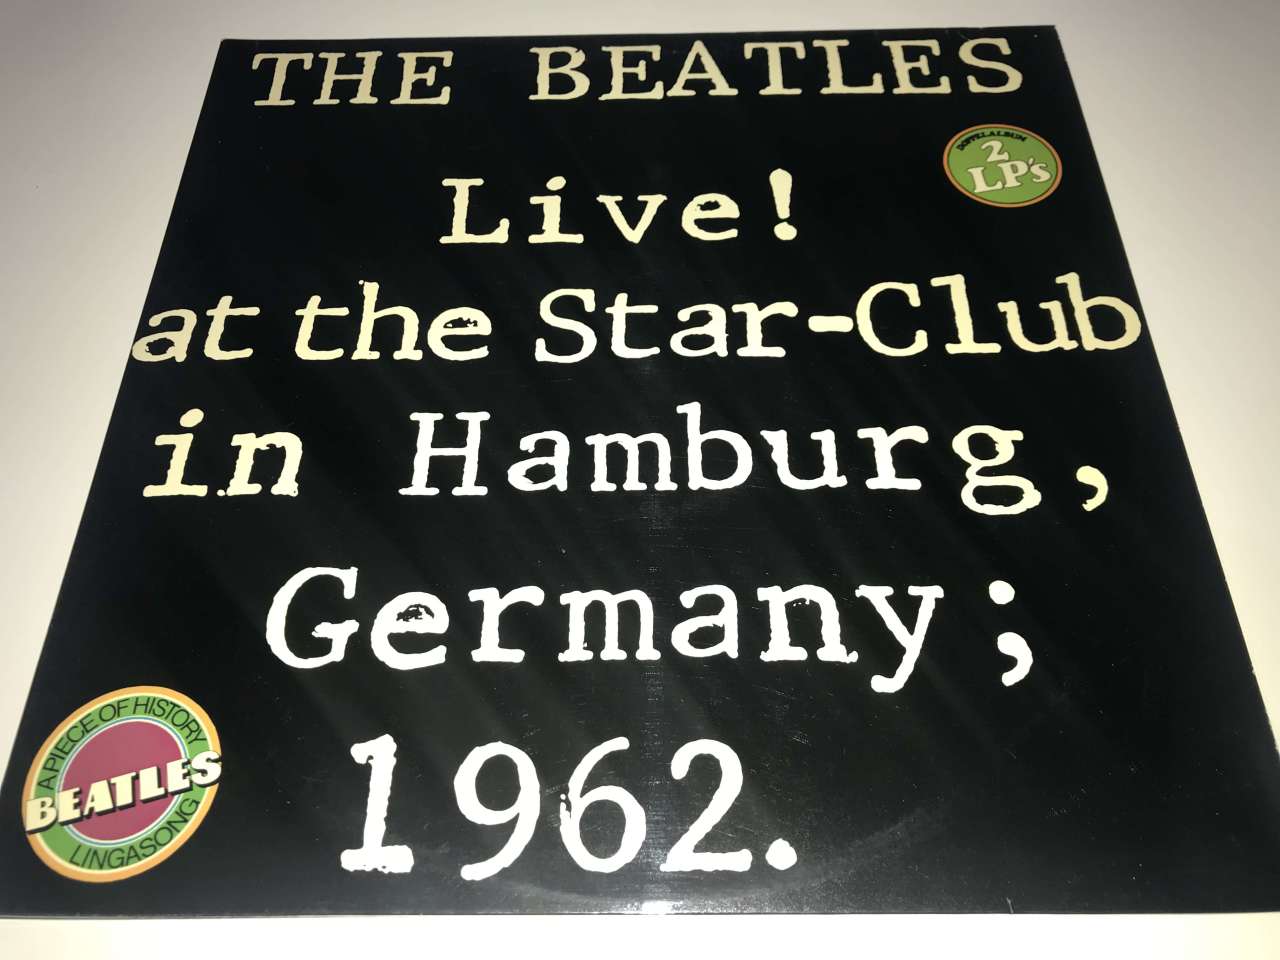 THE BEATLES
DOPPELALBUM
2
LP's
Live!
at the Star-Club
in Hamburg,
Germany;
1962.
A PIECE OF HISTORY
BEATLES
LINGASONG